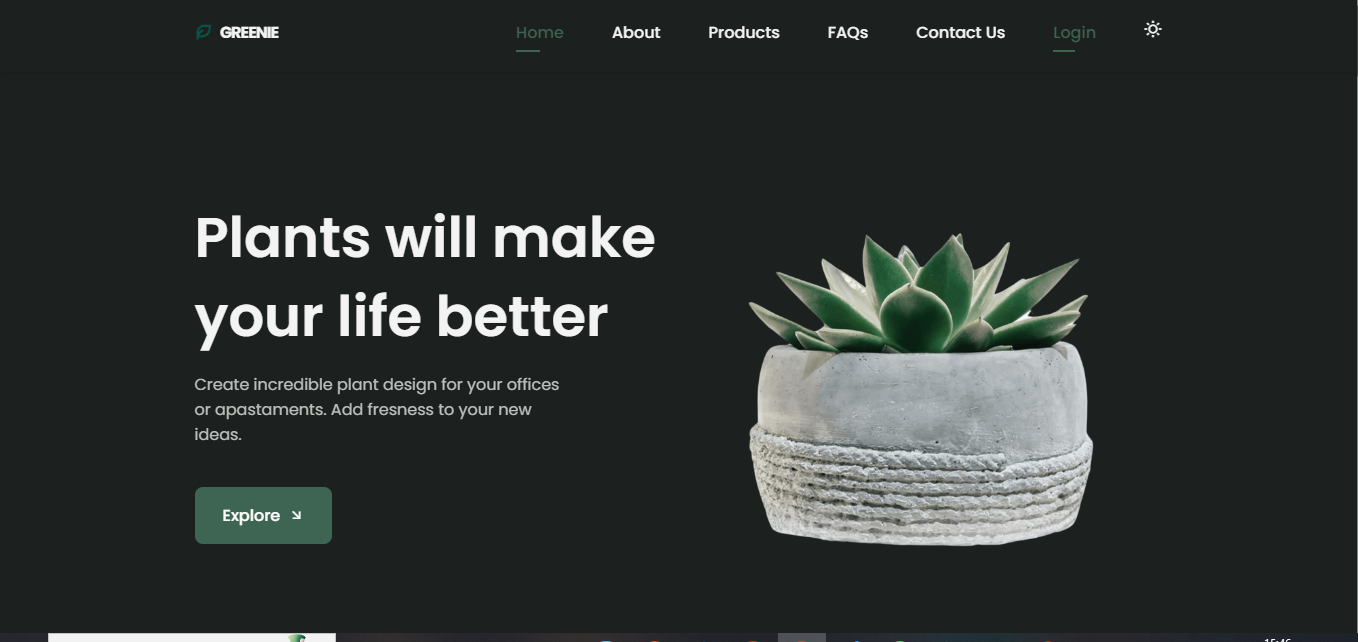 GREENIE
Home
About
Products
FAQs
Contact Us
Login
Plants will make
your life better
Create incredible plant design for your offices
or apastaments. Add fresness to your new
ideas.
Explore